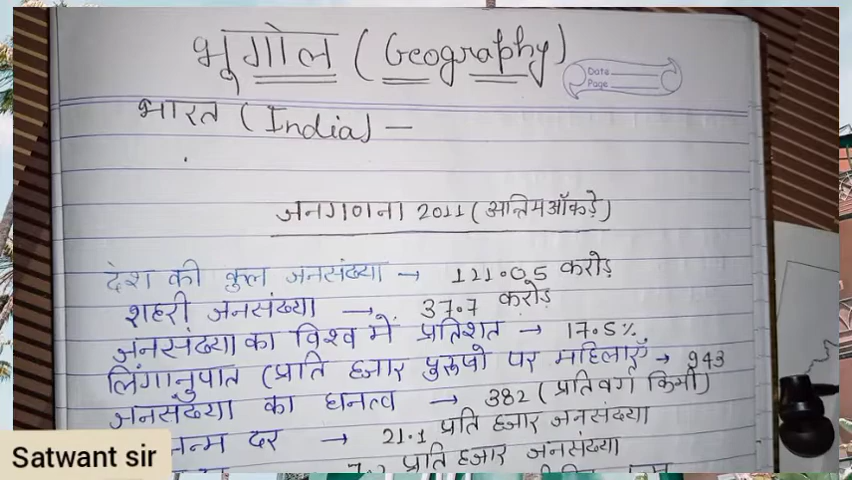 भूगोल (Geography)
Date
Page
भारत (India) —
जनगणना 2011 (अन्तिम आँकड़े)
देश की कुल जनसंख्या → 121.05 करोड़
शहरी जनसंख्या → 37.7 करोड़
जनसंख्या का विश्व में प्रतिशत → 17.5%
लिंगानुपात (प्राति हजार पुरूषो पर महिलाएँ → 943
जनसंख्या का घनत्व → 382 (प्रतिवर्ग किमी)
जन्म दर → 21.1 प्रति हजार जनसंख्या
प्राति हजार जनसंख्या
Satwant sir